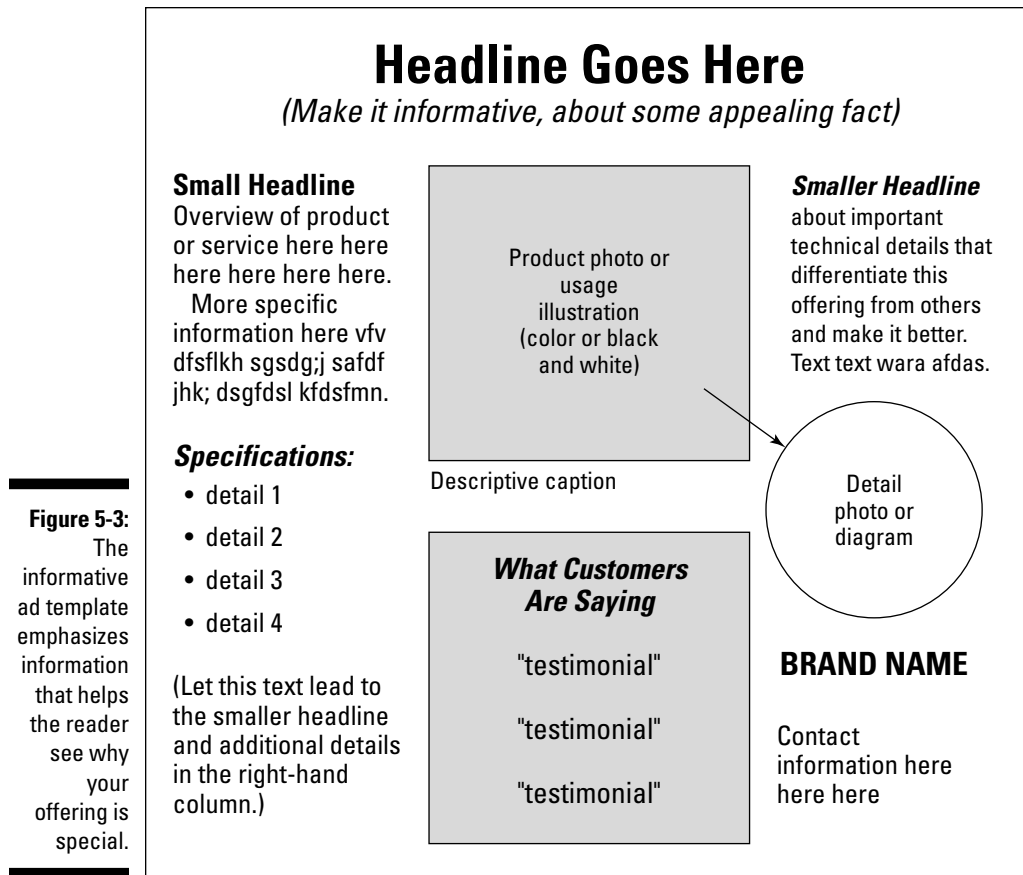 Headline Goes Here
(Make it informative, about some appealing fact)
Small Headline
Overview of product
or service here here
here here here here.
More specific
information here vfv
dfsflkh sgsdg;j safdf
jhk; dsgfdsl kfdsfmn.
Specifications:
• detail 1
• detail 2
• detail 3
• detail 4
(Let this text lead to
the smaller headline
and additional details
in the right-hand
column.)
Product photo or
usage
illustration
(color or black
and white)
Descriptive caption
What Customers
Are Saying
"testimonial"
"testimonial"
"testimonial"
Smaller Headline
about important
technical details that
differentiate this
offering from others
and make it better.
Text text wara afdas.
Detail
photo or
diagram
BRAND NAME
Contact
information here
here here
Figure 5-3:
The
informative
ad template
emphasizes
information
that helps
the reader
see why
your
offering is
special.